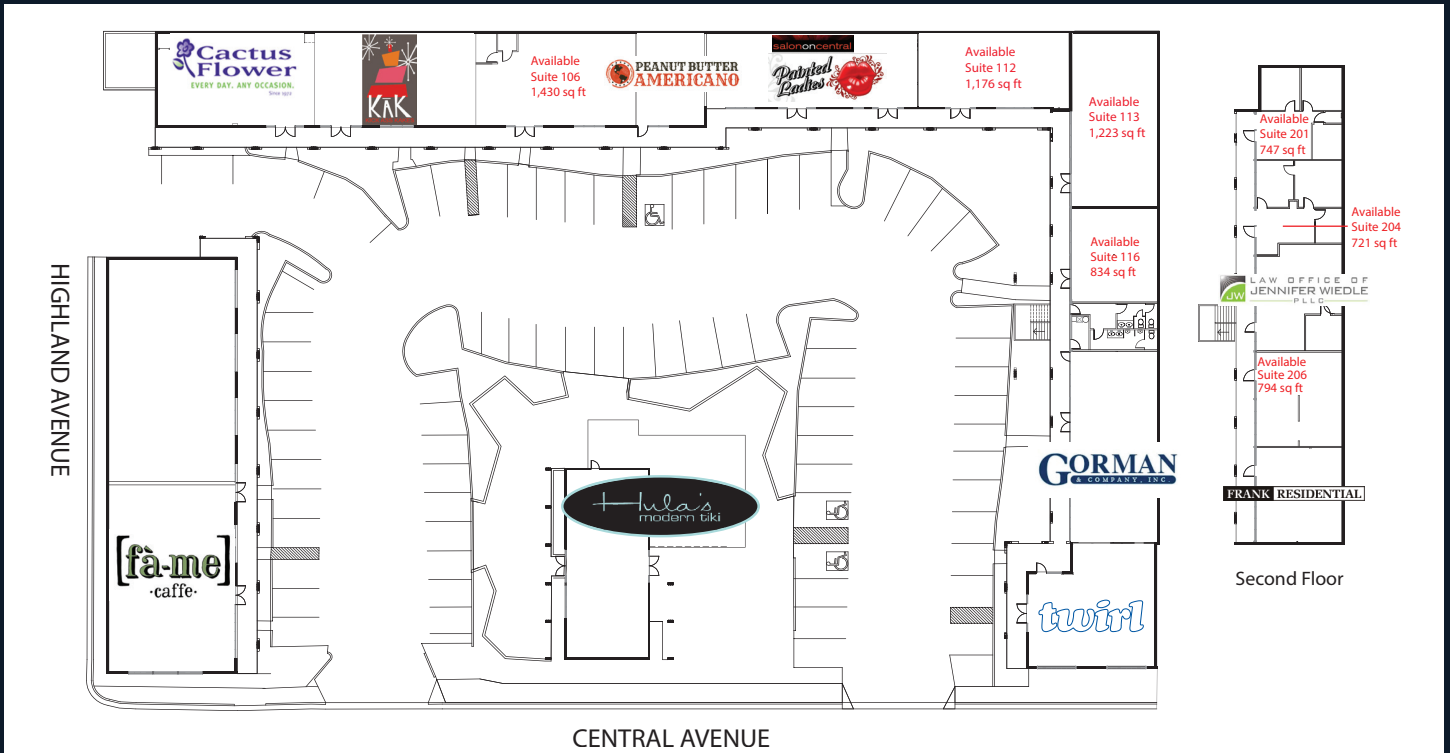 Cactus
Flower
EVERY DAY. ANY OCCASION.
Since 1972
KĀK
Available
Suite 106
1,430 sq ft
PEANUT BUTTER
AMERICANO
salononcentral
Painted
Ladies
Available
Suite 112
1,176 sq ft
Available
Suite 113
1,223 sq ft
Available
Suite 116
834 sq ft
Available
Suite 201
747 sq ft
Available
Suite 204
721 sq ft
JW
LAW OFFICE OF
JENNIFER WIEDLE
PLLC
Available
Suite 206
794 sq ft
FRANK RESIDENTIAL
Second Floor
HIGHLAND AVENUE
[fà-me]
·caffe·
Hula's
modern tiki
GORMAN
& COMPANY, INC.
twirl
CENTRAL AVENUE